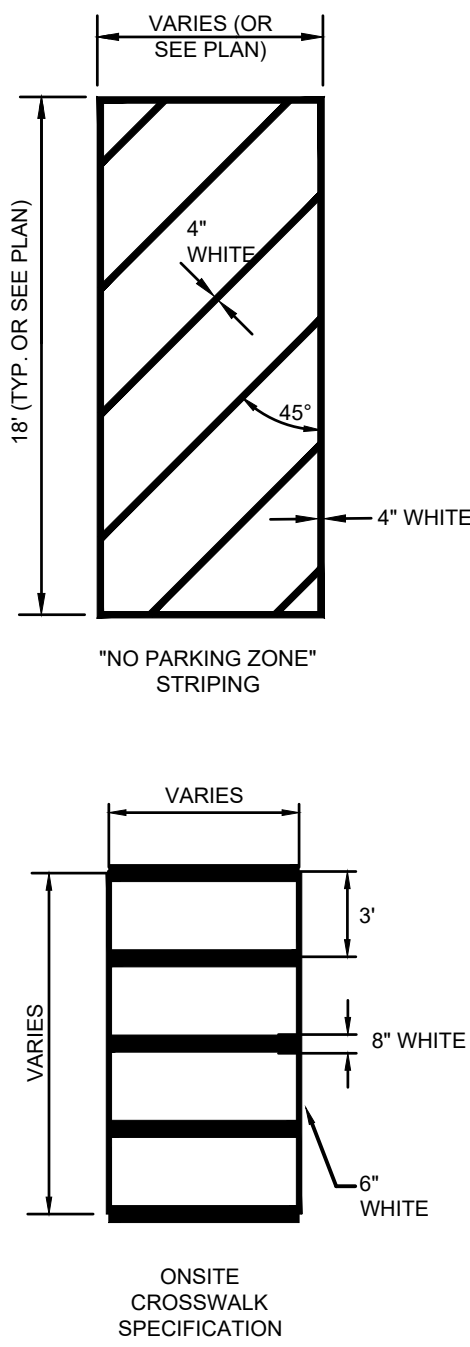 VARIES (OR
SEE PLAN)
18' (TYP. OR SEE PLAN)
4"
WHITE
45°
4" WHITE
"NO PARKING ZONE"
STRIPING
VARIES
3'
VARIES
8" WHITE
6"
WHITE
ONSITE
CROSSWALK
SPECIFICATION